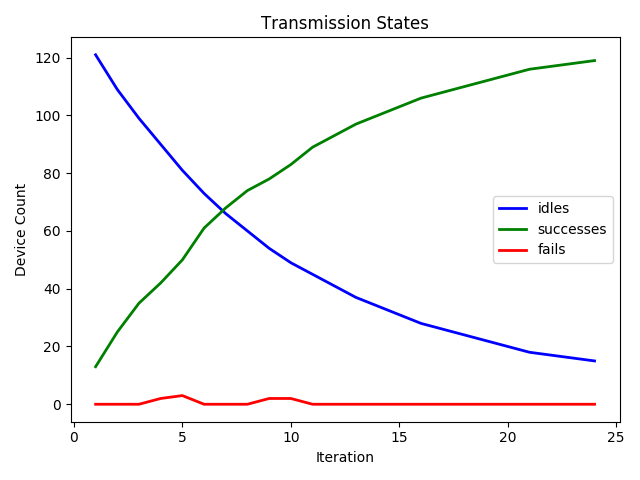 Transmission States
Device Count
120
100
80
60
40
20
0
idles
successes
fails
0 5 10 15 20 25
Iteration